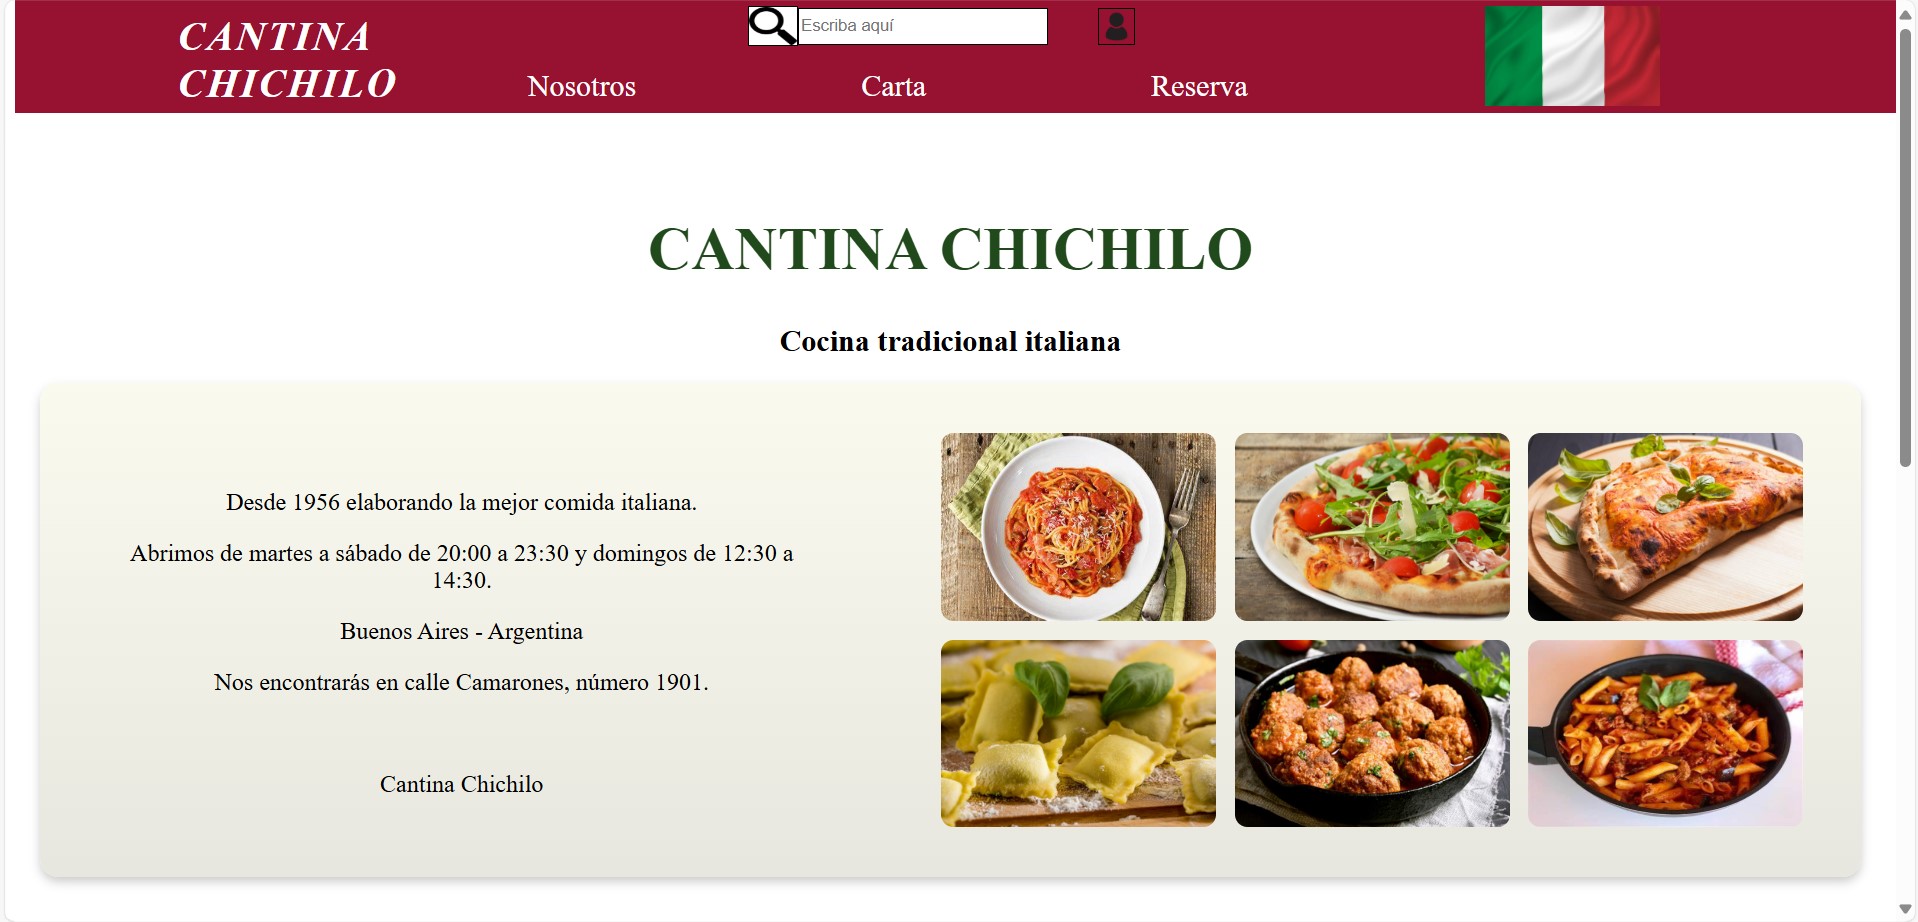 CANTINA
CHICHILO
Escriba aquí
Nosotros
Carta
Reserva
CANTINA CHICHILO
Cocina tradicional italiana
Desde 1956 elaborando la mejor comida italiana.
Abrimos de martes a sábado de 20:00 a 23:30 y domingos de 12:30 a
14:30.
Buenos Aires - Argentina
Nos encontrarás en calle Camarones, número 1901.
Cantina Chichilo